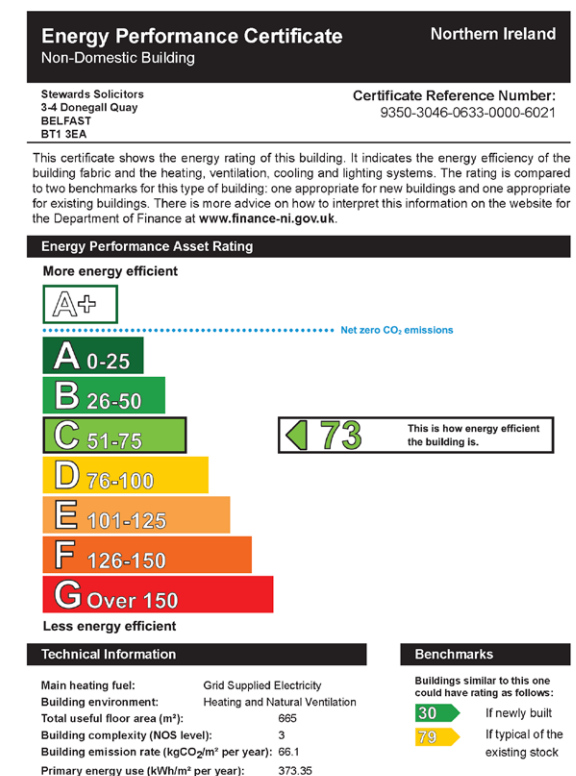 Energy Performance Certificate
Northern Ireland
Non-Domestic Building
Stewards Solicitors
3-4 Donegall Quay
BELFAST
BT1 3EA
Certificate Reference Number:
9350-3046-0633-0000-6021
This certificate shows the energy rating of this building. It indicates the energy efficiency of the
building fabric and the heating, ventilation, cooling and lighting systems. The rating is compared
to two benchmarks for this type of building: one appropriate for new buildings and one appropriate
for existing buildings. There is more advice on how to interpret this information on the website for
the Department of Finance at www.finance-ni.gov.uk.
Energy Performance Asset Rating
More energy efficient
A+
Net zero CO₂ emissions
A 0-25
B 26-50
C 51-75
73
This is how energy efficient
the building is.
D 76-100
E 101-125
F 126-150
G Over 150
Less energy efficient
Technical Information
Main heating fuel: Grid Supplied Electricity
Building environment: Heating and Natural Ventilation
Total useful floor area (m²): 665
Building complexity (NOS level): 3
Building emission rate (kgCO₂/m² per year): 66.1
Primary energy use (kWh/m² per year): 373.35
Benchmarks
Buildings similar to this one
could have rating as follows:
30 If newly built
79 If typical of the
existing stock